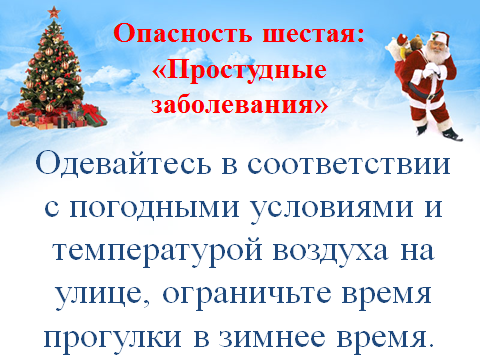 Опасность шестая:
«Простудные
заболевания»
Одевайтесь в соответствии
с погодными условиями и
температурой воздуха на
улице, ограничьте время
прогулки в зимнее время.